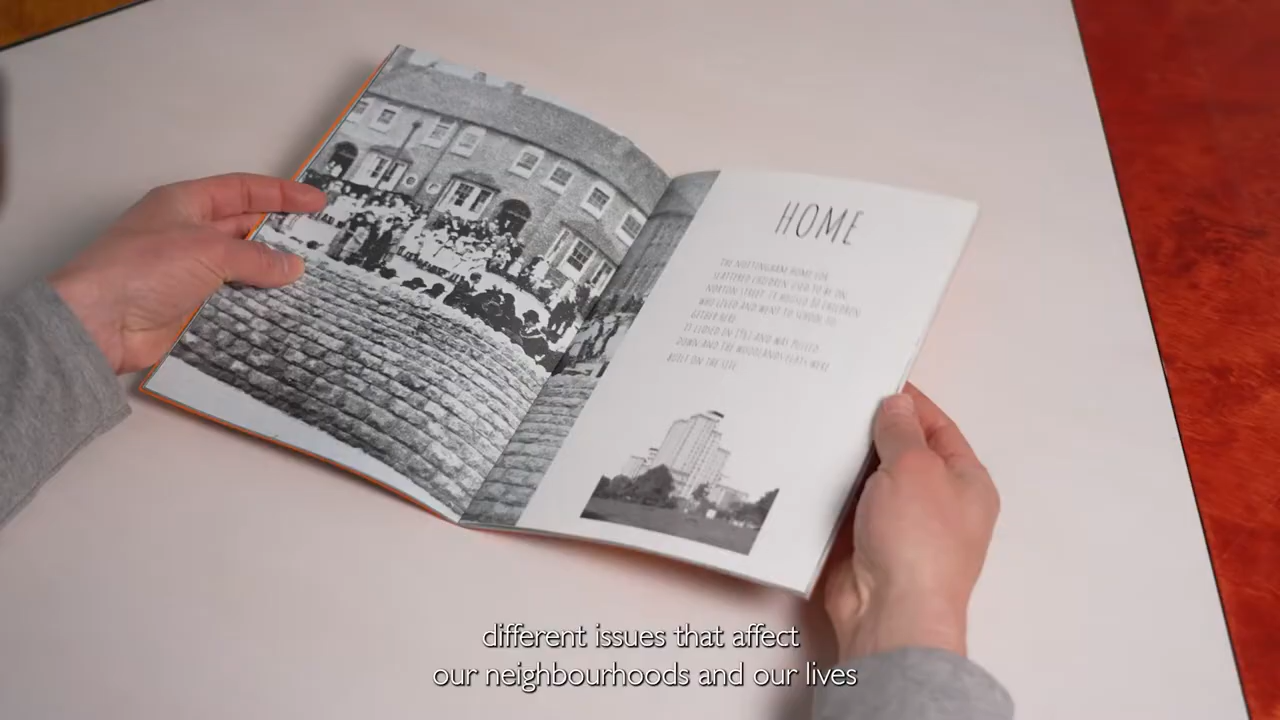 HOME
THE NOTTINGHAM HOME FOR
SCATTERED CHILDREN USED TO BE ON
NORTON STREET. IT HOUSED 80 CHILDREN
WHO LIVED AND WENT TO SCHOOL TO-
GETHER HERE.
IT CLOSED IN AND WAS PULLED
DOWN AND THE WOODLANDS FLATS WERE
BUILT ON THE SITE.
different issues that affect
our neighbourhoods and our lives